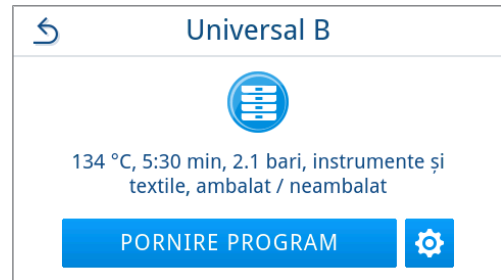 Universal B
134 °C, 5:30 min, 2.1 bari, instrumente și
textile, ambalat / neambalat
PORNIRE PROGRAM